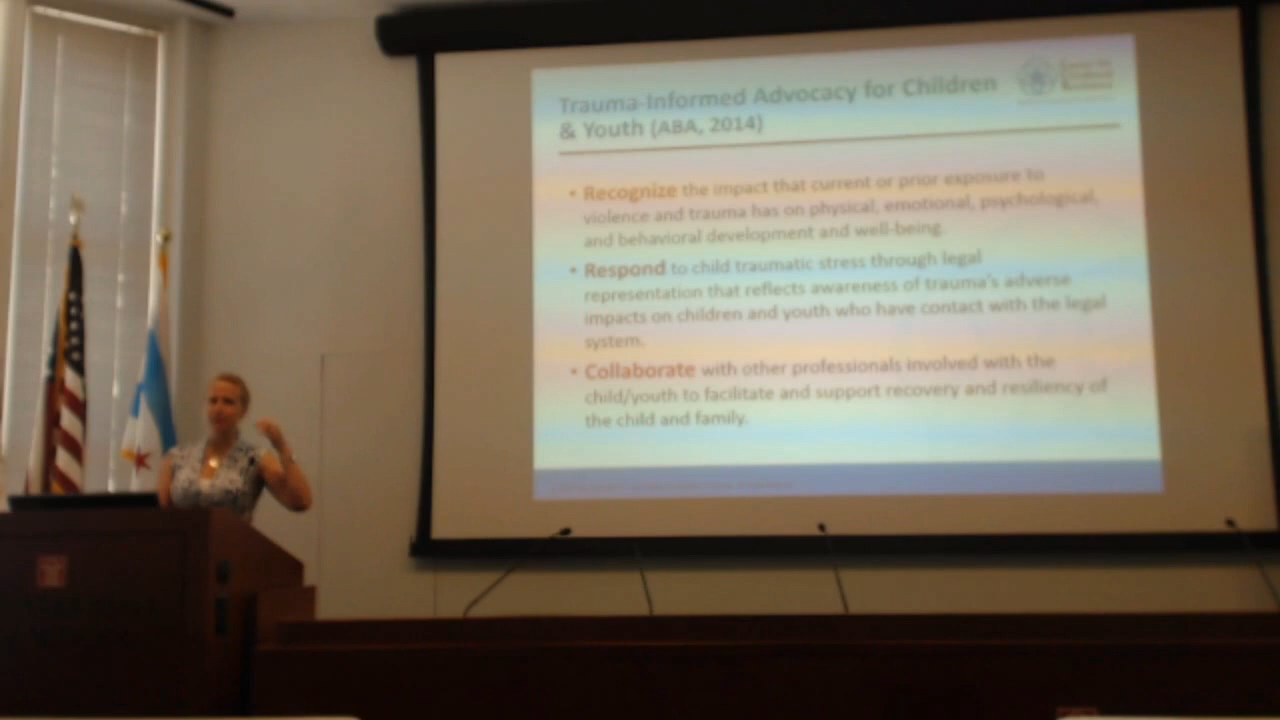 Trauma-Informed Advocacy for Children
& Youth (ABA, 2014)
• Recognize the impact that current or prior exposure to
violence and trauma has on physical, emotional, psychological,
and behavioral development and well-being.
• Respond to child traumatic stress through legal
representation that reflects awareness of trauma's adverse
impacts on children and youth who have contact with the legal
system.
• Collaborate with other professionals involved with the
child/youth to facilitate and support recovery and resiliency of
the child and family.